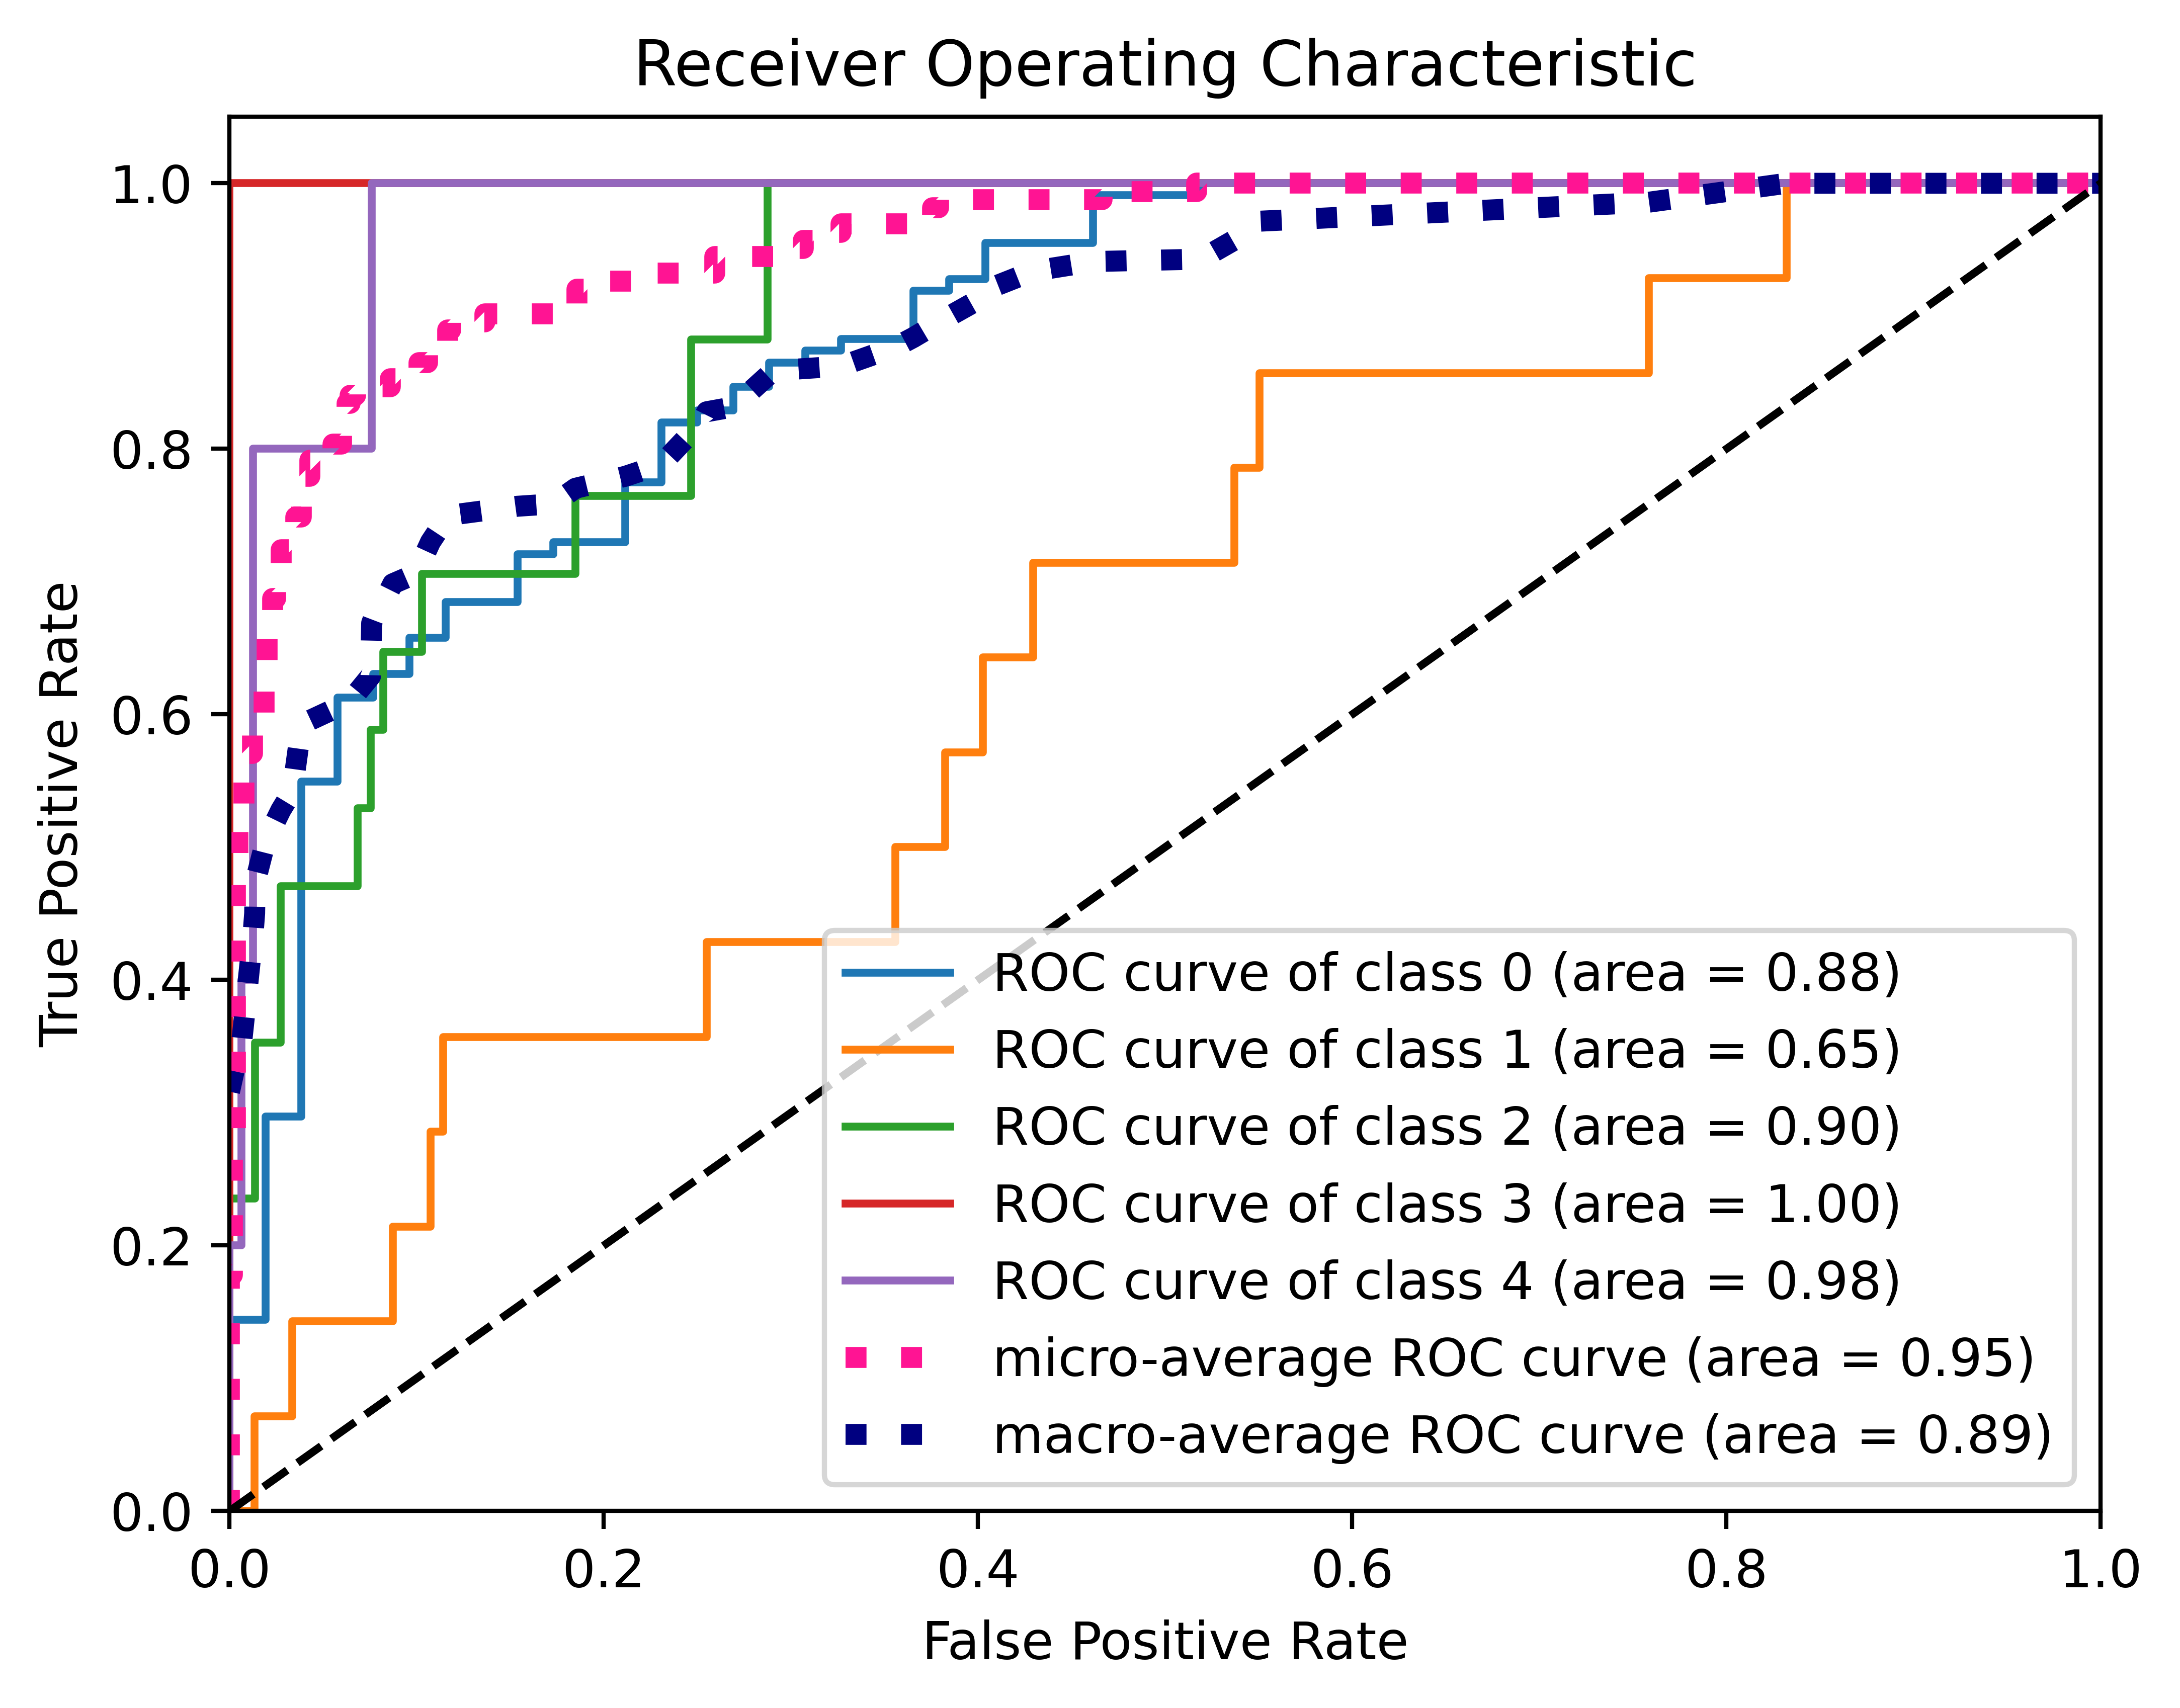 Receiver Operating Characteristic
True Positive Rate
1.0
0.8
0.6
0.4
0.2
0.0
ROC curve of class 0 (area = 0.88)
ROC curve of class 1 (area = 0.65)
ROC curve of class 2 (area = 0.90)
ROC curve of class 3 (area = 1.00)
ROC curve of class 4 (area = 0.98)
micro-average ROC curve (area = 0.95)
macro-average ROC curve (area = 0.89)
0.0 0.2 0.4 0.6 0.8 1.0
False Positive Rate